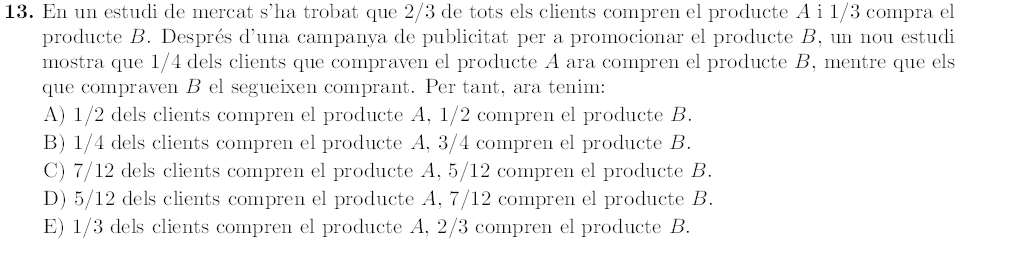 13. En un estudi de mercat s'ha trobat que 2/3 de tots els clients compren el producte A i 1/3 compra el
producte B. Després d'una campanya de publicitat per a promocionar el producte B, un nou estudi
mostra que 1/4 dels clients que compraven el producte A ara compren el producte B, mentre que els
que compraven B el segueixen comprant. Per tant, ara tenim:
A) 1/2 dels clients compren el producte A, 1/2 compren el producte B.
B) 1/4 dels clients compren el producte A, 3/4 compren el producte B.
C) 7/12 dels clients compren el producte A, 5/12 compren el producte B.
D) 5/12 dels clients compren el producte A, 7/12 compren el producte B.
E) 1/3 dels clients compren el producte A, 2/3 compren el producte B.